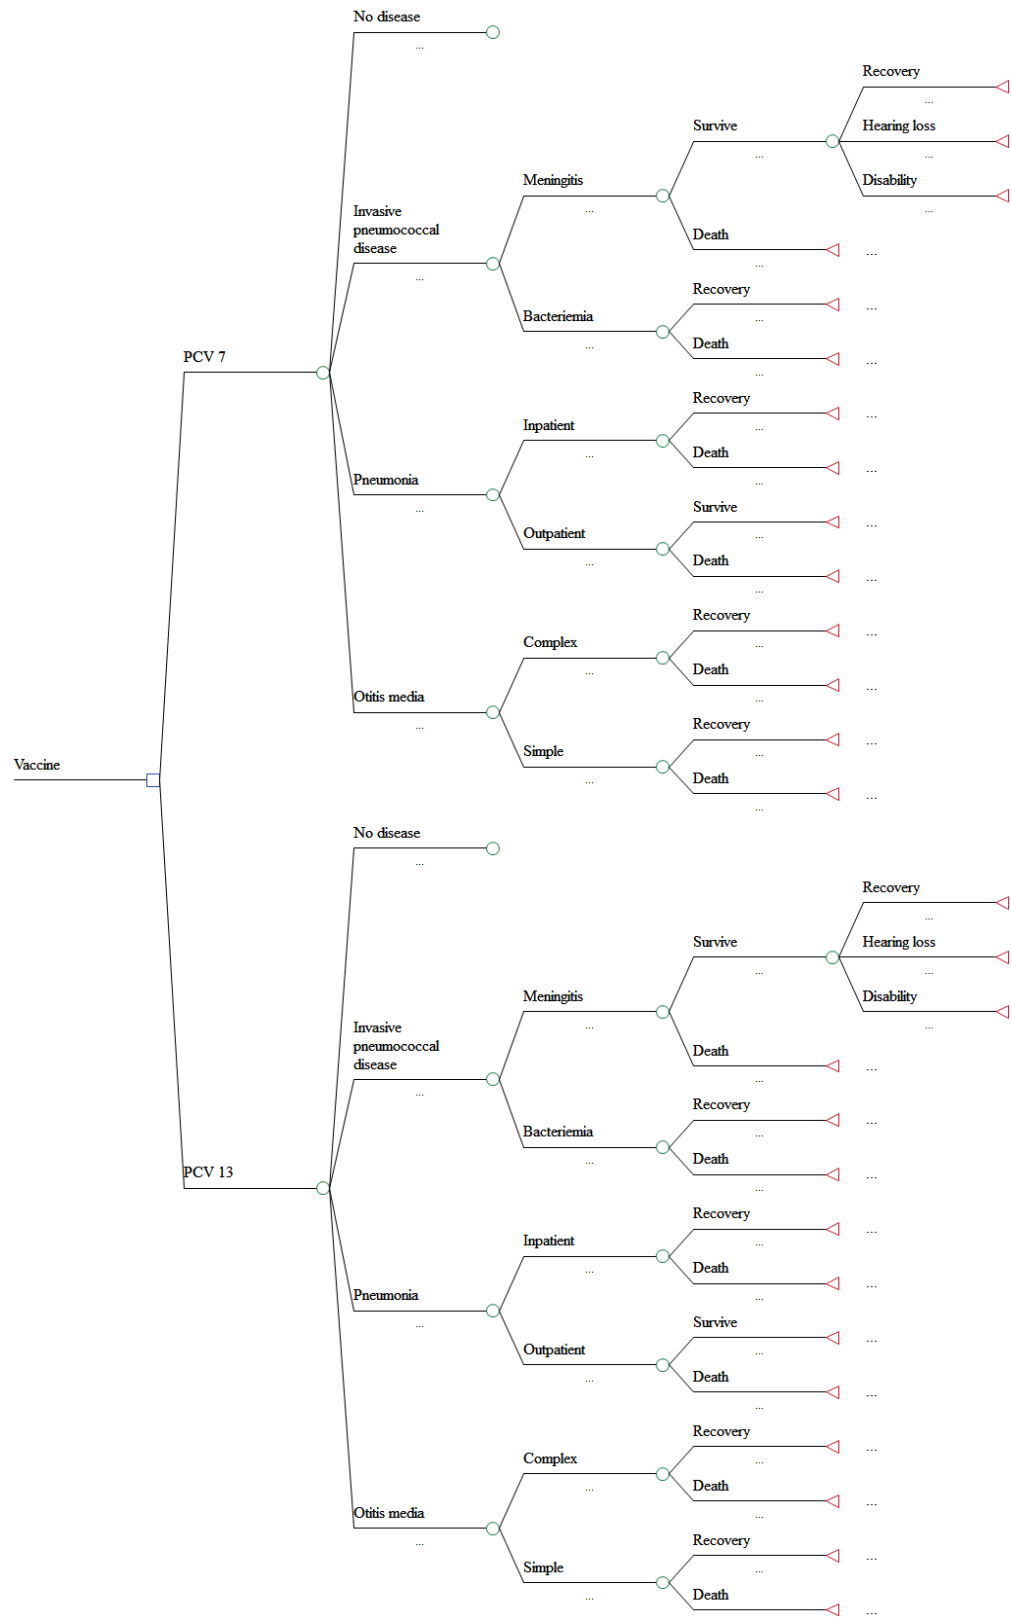 No disease
...
Recovery
...
Survive
...
Hearing loss
...
Meningitis
...
Disability
...
Invasive
pneumococcal
disease
...
Death
...
...
Recovery
...
...
Bacteriemia
...
Death
...
...
PCV 7
Recovery
...
...
Inpatient
...
Death
...
...
Pneumonia
...
Survive
...
...
Outpatient
...
Death
...
...
Recovery
...
...
Complex
...
Death
...
...
Otitis media
...
Recovery
...
...
Simple
...
Death
...
...
Vaccine
No disease
...
Recovery
...
Survive
...
Hearing loss
...
Meningitis
...
Disability
...
Invasive
pneumococcal
disease
...
Death
...
...
Recovery
...
...
Bacteriemia
...
Death
...
...
PCV 13
Recovery
...
...
Inpatient
...
Death
...
...
Pneumonia
...
Survive
...
...
Outpatient
...
Death
...
...
Recovery
...
...
Complex
...
Death
...
...
Otitis media
...
Recovery
...
...
Simple
...
Death
...